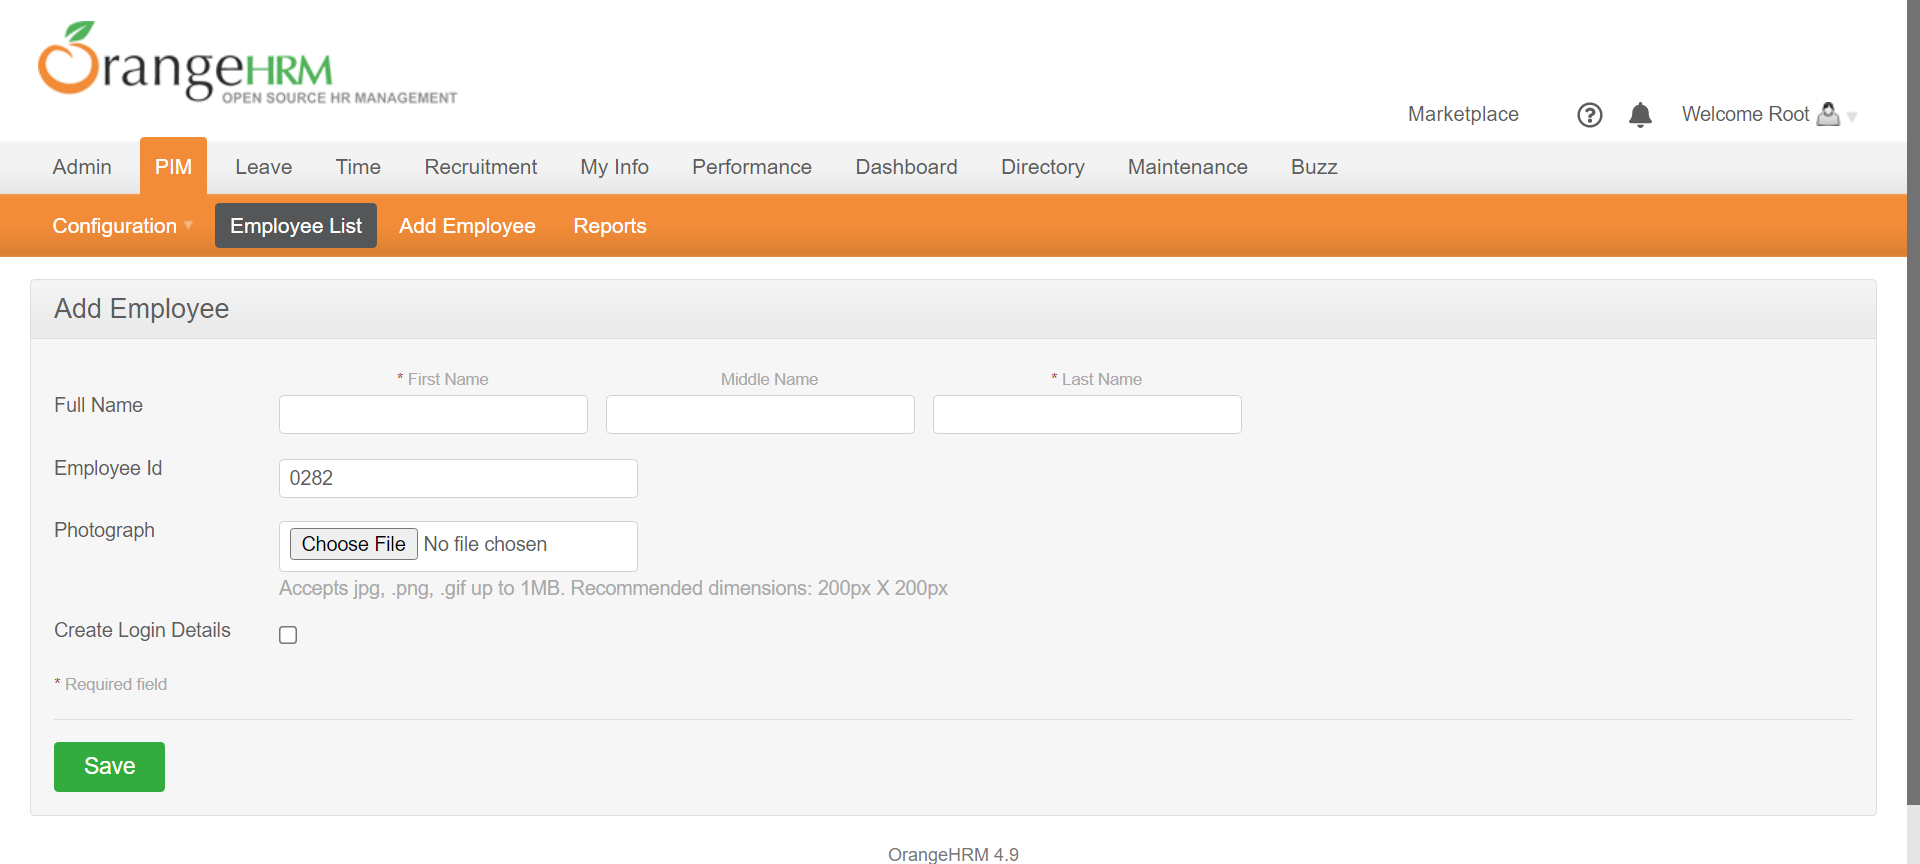 OrangeHRM
OPEN SOURCE HR MANAGEMENT
Marketplace ? Welcome Root
Admin PIM Leave Time Recruitment My Info Performance Dashboard Directory Maintenance Buzz
Configuration Employee List Add Employee Reports
Add Employee
* First Name Middle Name * Last Name
Full Name
Employee Id 0282
Photograph Choose File No file chosen
Accepts jpg, .png, .gif up to 1MB. Recommended dimensions: 200px X 200px
Create Login Details
* Required field
Save
OrangeHRM 4.9